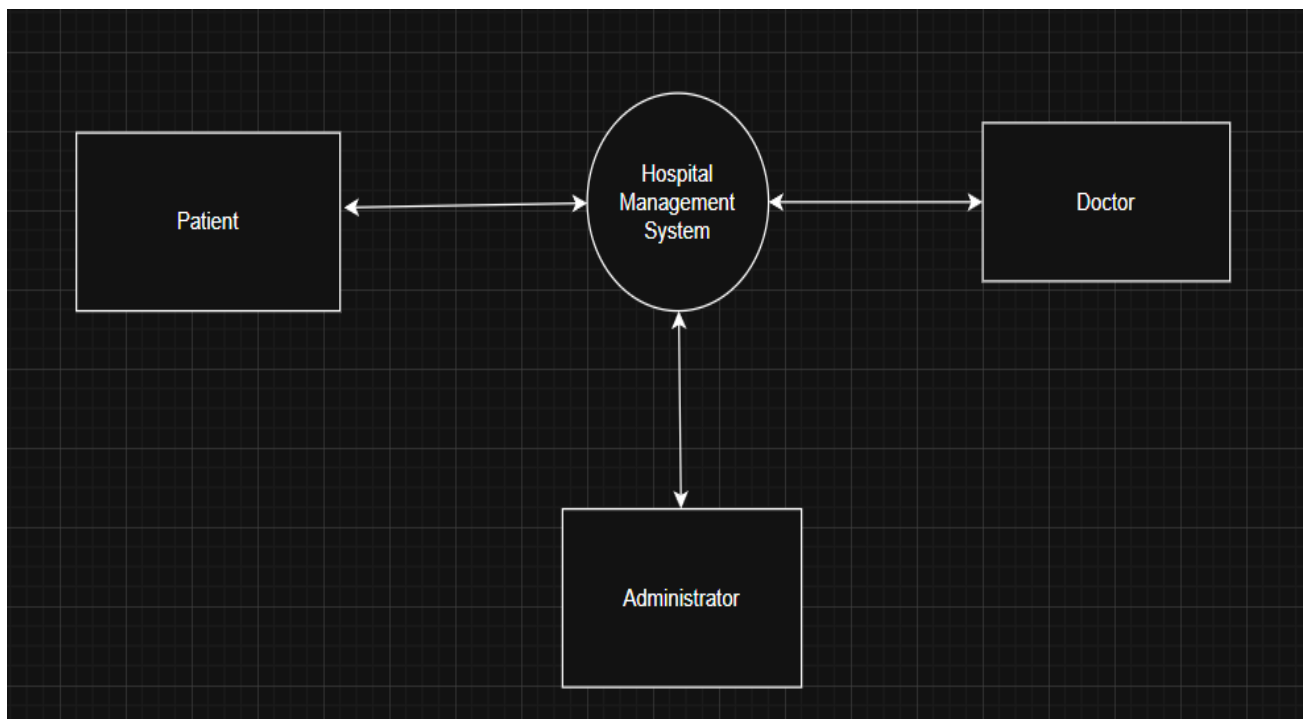 Patient
Hospital
Management
System
Doctor
Administrator